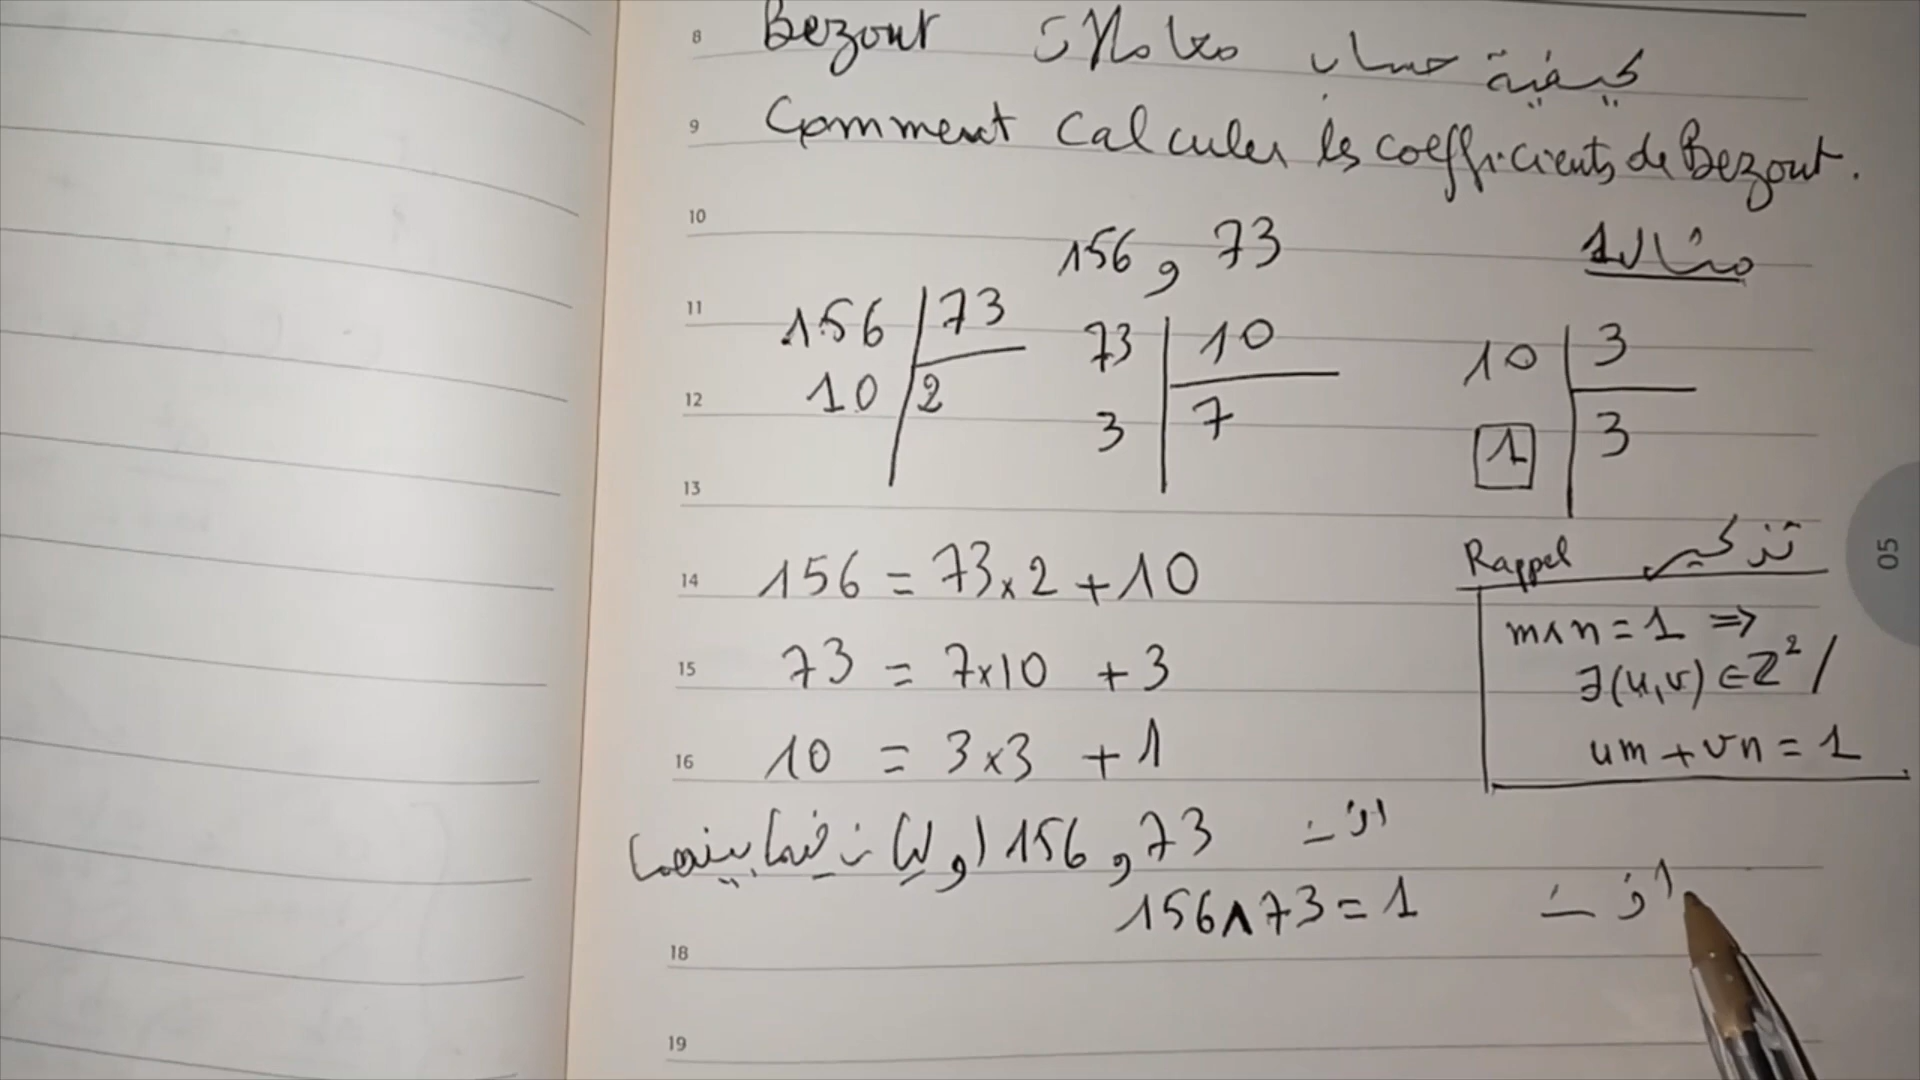 8 كيفية حساب معاملات Bezout
9 Comment Calculer les coefficients de Bezout.
10
مثال 1
156 و 73
11 156 73
12 10 2
73 10
3 7
10 3
1 3
13
14 156 = 73 x 2 + 10
15 73 = 7x10 + 3
16 10 = 3 x 3 + 1
Rappel تذكير
m∧n = 1 ⇒
∃(u,v) ∈ Z² /
um + vn = 1
إذن 73 و 156 أوليان فيما بينهما
إذن 156∧73 = 1
18
19
05